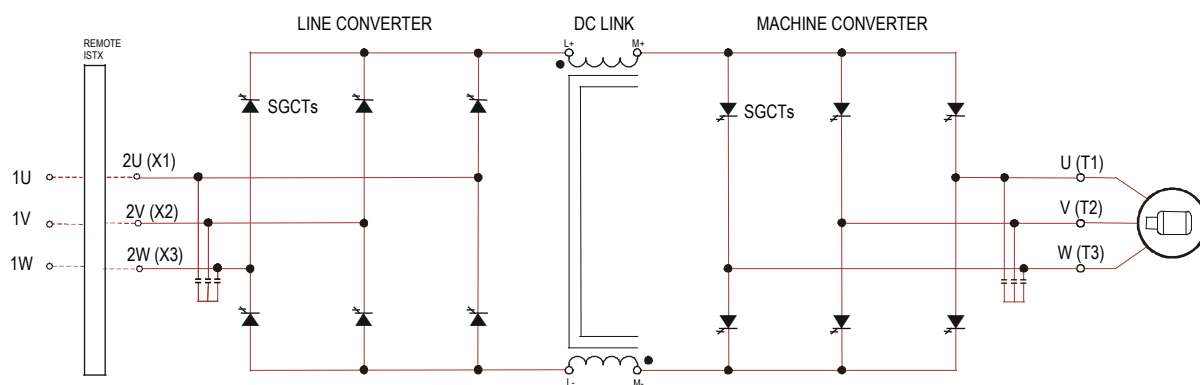 LINE CONVERTER
DC LINK
MACHINE CONVERTER
REMOTE
ISTX
L+
M+
SGCTs
SGCTs
2U (X1)
U (T1)
1U
2V (X2)
V (T2)
1V
2W (X3)
W (T3)
1W
L-
M-